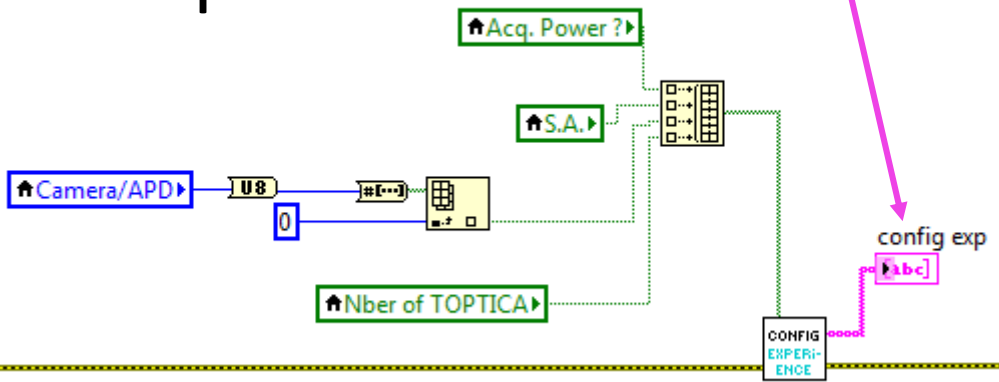 Acq. Power ?
S.A.
Camera/APD
U8
#[...]
0
Nber of TOPTICA
config exp
abc]
CONFIG
EXPERI-
ENCE